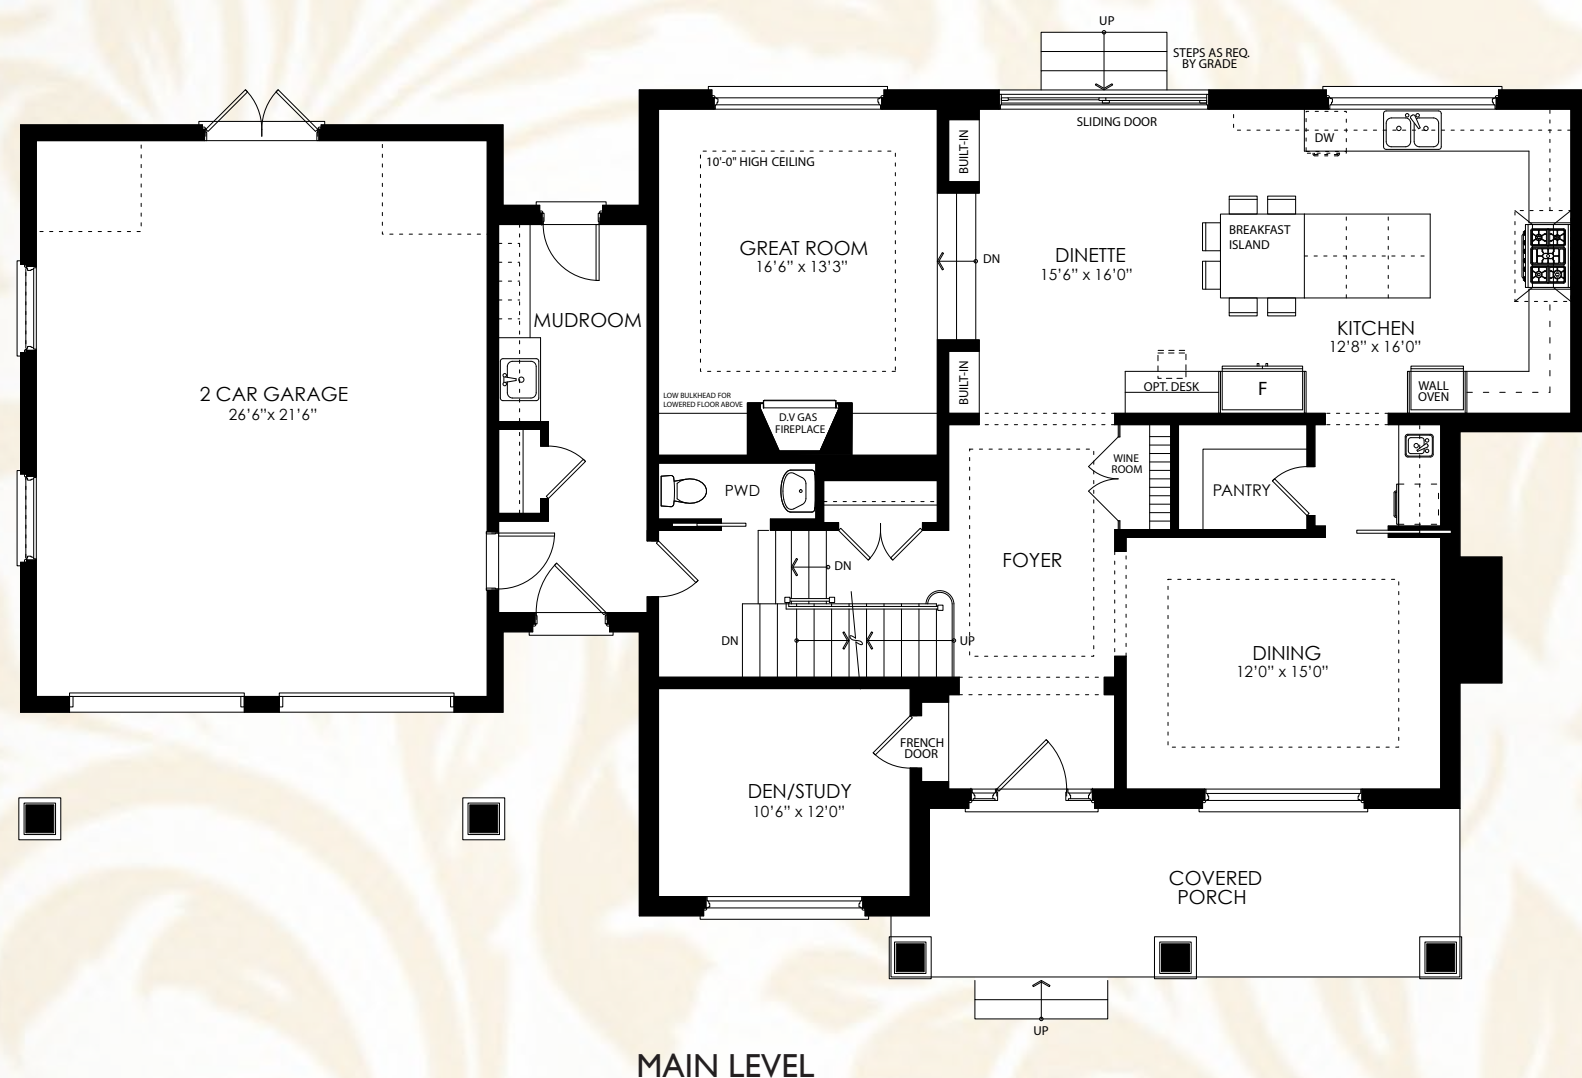 UP
STEPS AS REQ.
BY GRADE
SLIDING DOOR
BUILT-IN
DW
10'-0" HIGH CEILING
GREAT ROOM
16'6" x 13'3"
DN
DINETTE
15'6" x 16'0"
BREAKFAST
ISLAND
KITCHEN
12'8" x 16'0"
MUDROOM
2 CAR GARAGE
26'6"x 21'6"
LOW BULKHEAD FOR
LOWERED FLOOR ABOVE
D.V GAS
FIREPLACE
BUILT-IN
OPT. DESK
F
WALL
OVEN
WINE
ROOM
PWD
PANTRY
FOYER
DN
DN
UP
DINING
12'0" x 15'0"
FRENCH
DOOR
DEN/STUDY
10'6" x 12'0"
COVERED
PORCH
UP
MAIN LEVEL